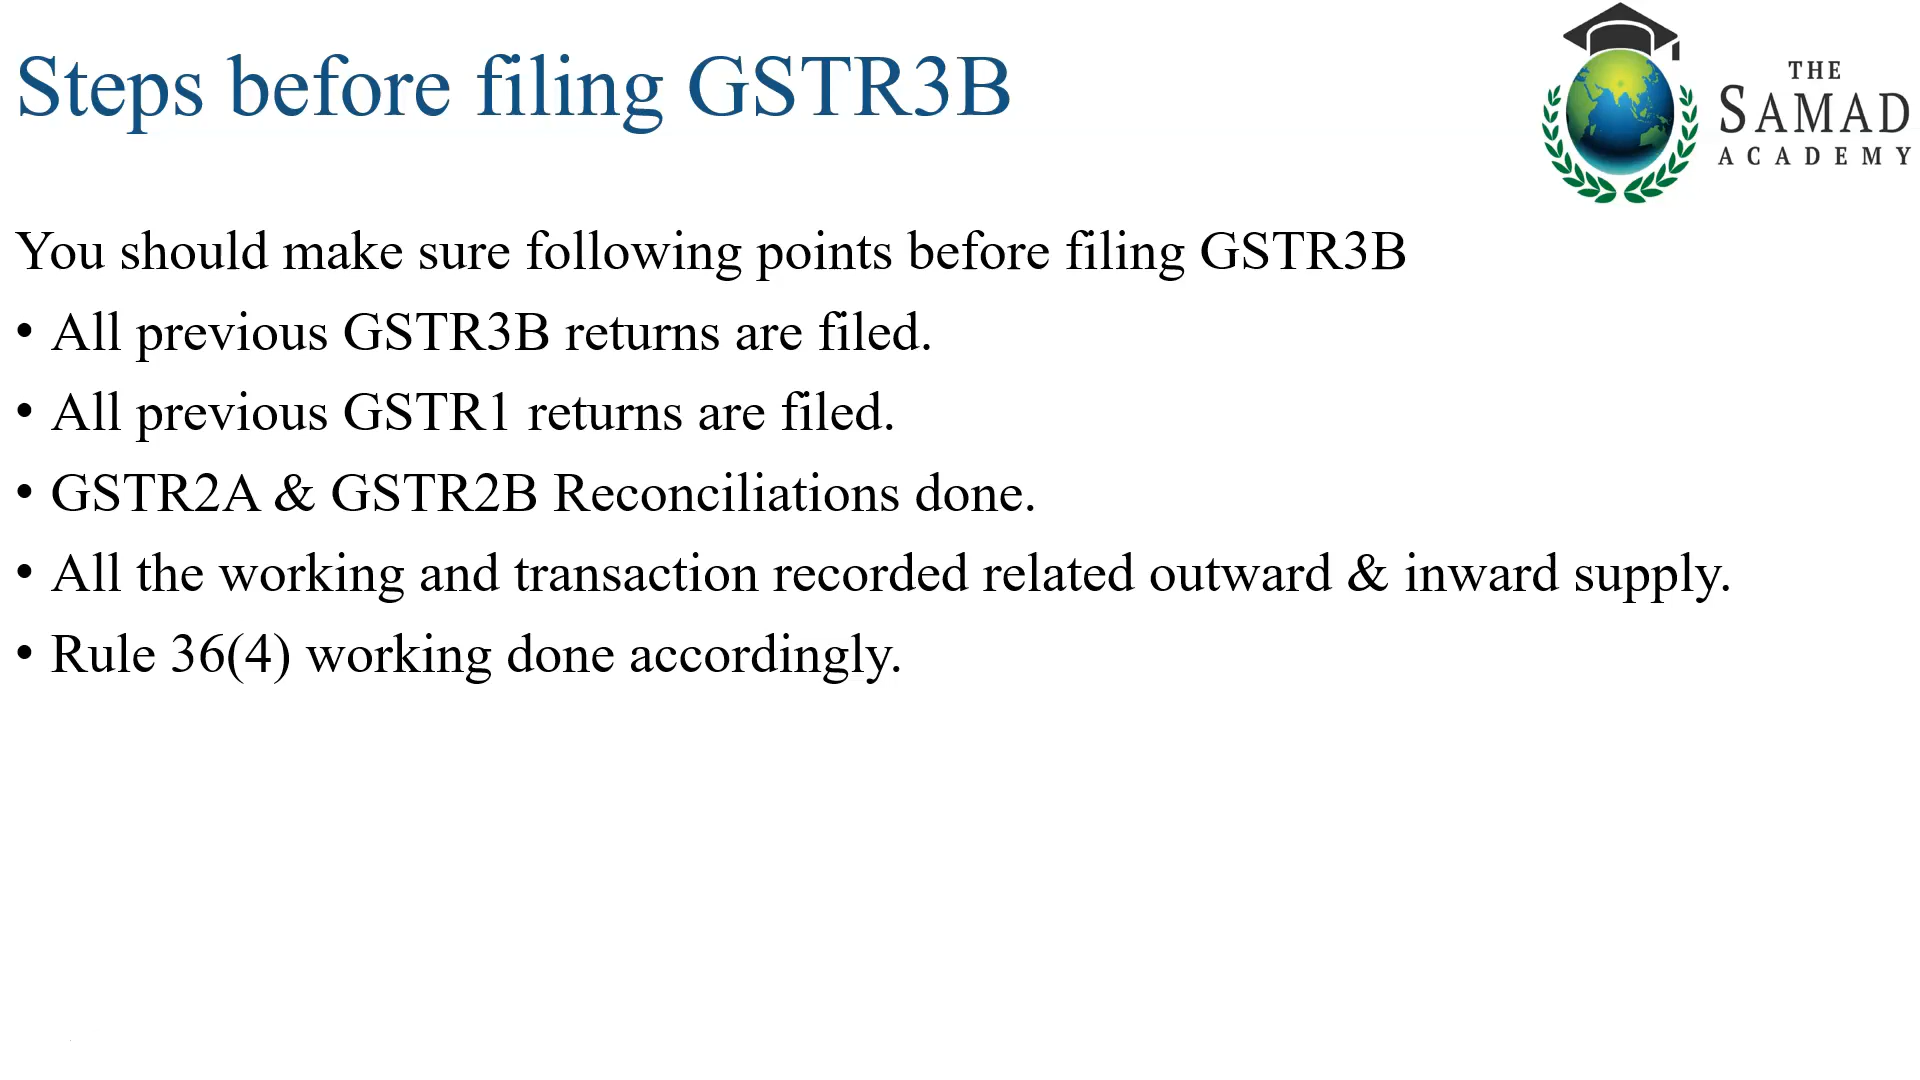 Steps before filing GSTR3B
THE
SAMAD
ACADEMY
You should make sure following points before filing GSTR3B
• All previous GSTR3B returns are filed.
• All previous GSTR1 returns are filed.
• GSTR2A & GSTR2B Reconciliations done.
• All the working and transaction recorded related outward & inward supply.
• Rule 36(4) working done accordingly.